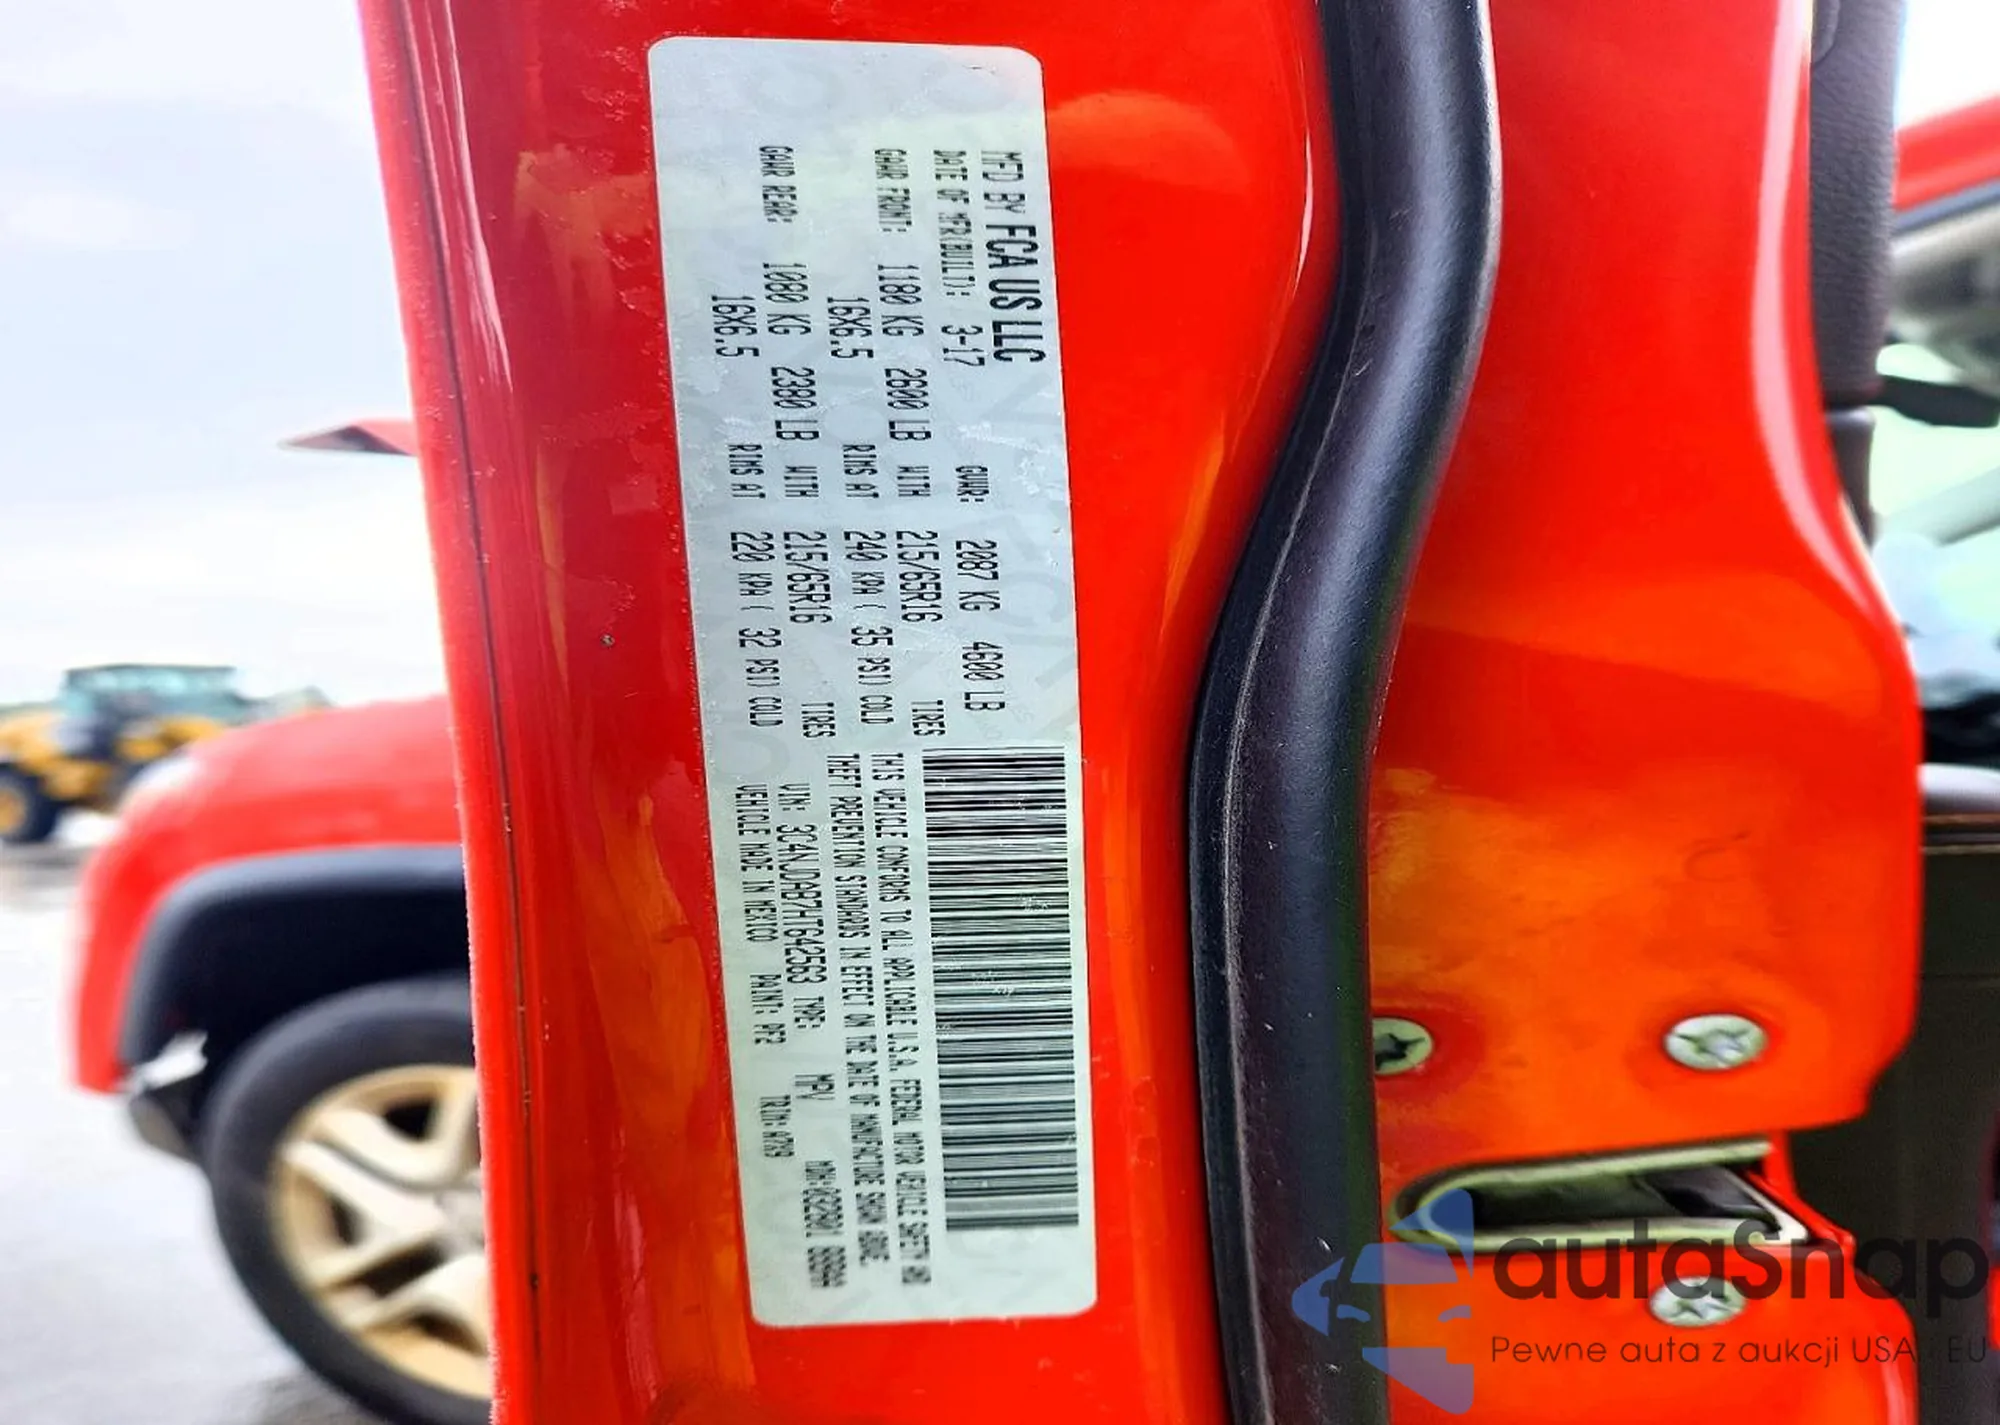 MFD BY FCA US LLC
DATE OF MFR(BUILT): 3-17 GVWR: 2087 KG 4600 LB
GAWR FRONT: 1180 KG 2600 LB WITH 215/65R16 TIRES
16X6.5 RIMS AT 240 KPA ( 35 PSI) COLD
GAWR REAR: 1080 KG 2380 LB WITH 215/65R16 TIRES
16X6.5 RIMS AT 220 KPA ( 32 PSI) COLD
THIS VEHICLE CONFORMS TO ALL APPLICABLE U.S.A. FEDERAL MOTOR VEHICLE SAFETY AND
THEFT PREVENTION STANDARDS IN EFFECT ON THE DATE OF MANUFACTURE SHOWN ABOVE.
VIN: 3C4NJDAB7HT642563 TYPE: MPV
VEHICLE MADE IN MEXICO PAINT: PF2 TRIM:
autaSnap
Pewne auta z aukcji USA i EU